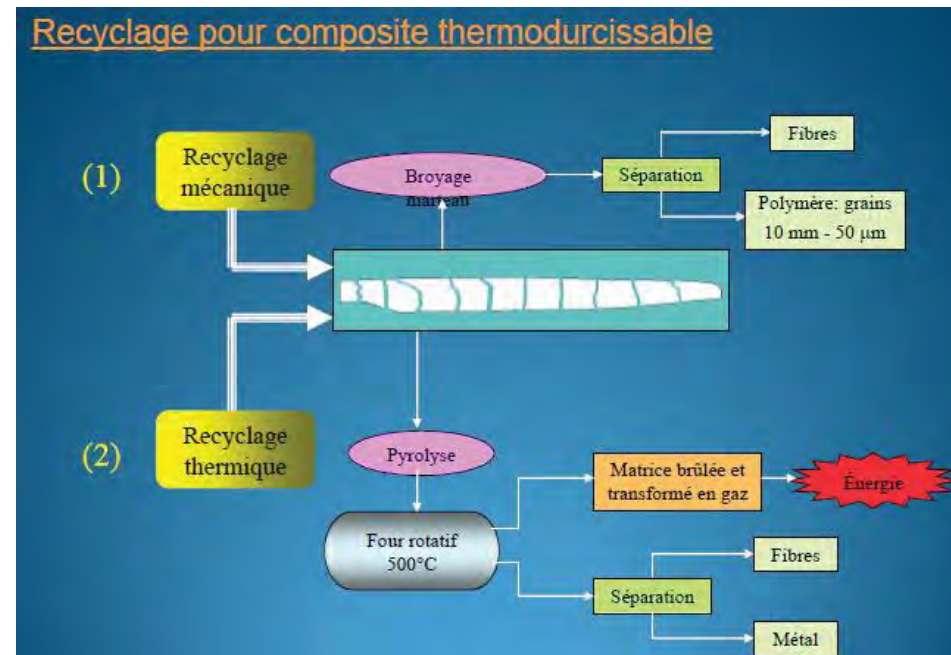 Recyclage pour composite thermodurcissable
(1)
Recyclage
mécanique
Broyage
marteau
Séparation
Fibres
Polymère: grains
10 mm - 50 μm
(2)
Recyclage
thermique
Pyrolyse
Four rotatif
500°C
Matrice brûlée et
transformé en gaz
Énergie
Séparation
Fibres
Métal